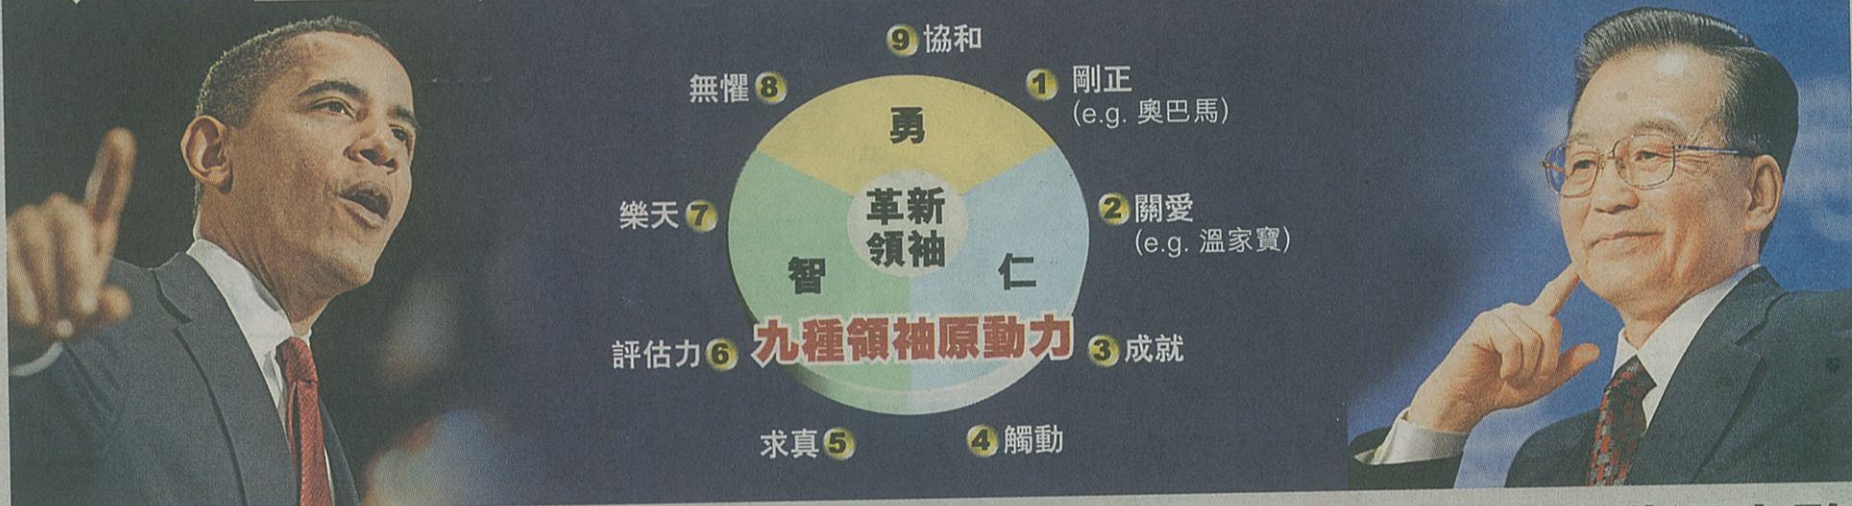 9 協和
1 剛正
(e.g. 奧巴馬)
2 關愛
(e.g. 溫家寶)
3 成就
4 觸動
求真 5
評估力 6
樂天 7
無懼 8
勇
革新
領袖
智
仁
九種領袖原動力